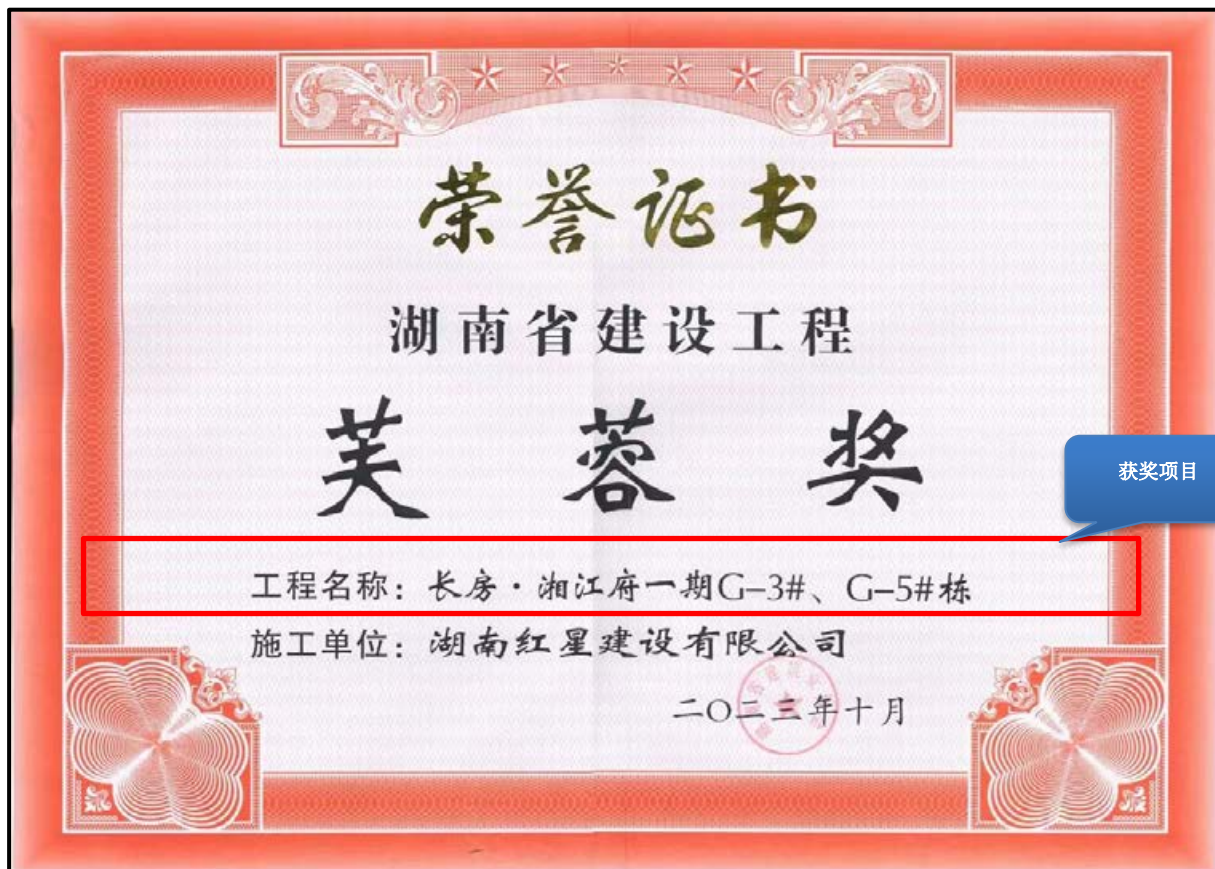 荣誉证书
湖南省建设工程
芙蓉奖
获奖项目
工程名称：长房·湘江府一期G-3#、G-5#栋
施工单位：湖南红星建设有限公司
二〇二三年十月